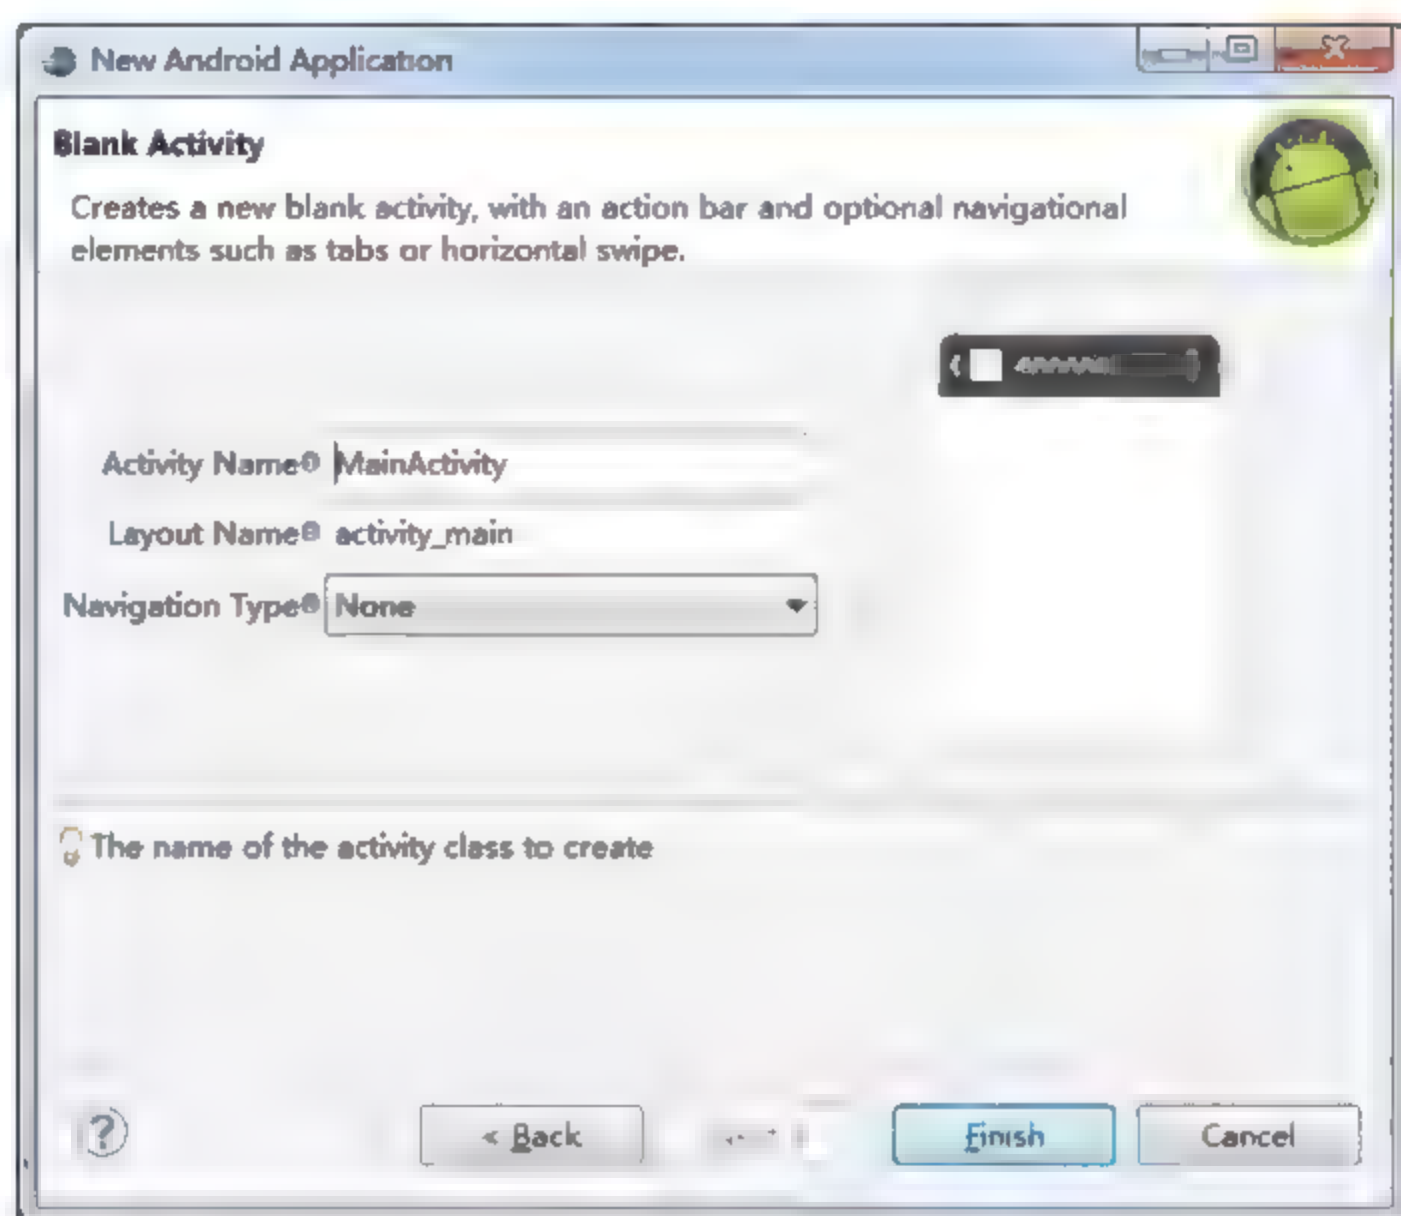 New Android Application
Blank Activity
Creates a new blank activity, with an action bar and optional navigational
elements such as tabs or horizontal swipe.
Activity Name
MainActivity
Layout Name
activity_main
Navigation Type
None
The name of the activity class to create
?
< Back
Finish
Cancel